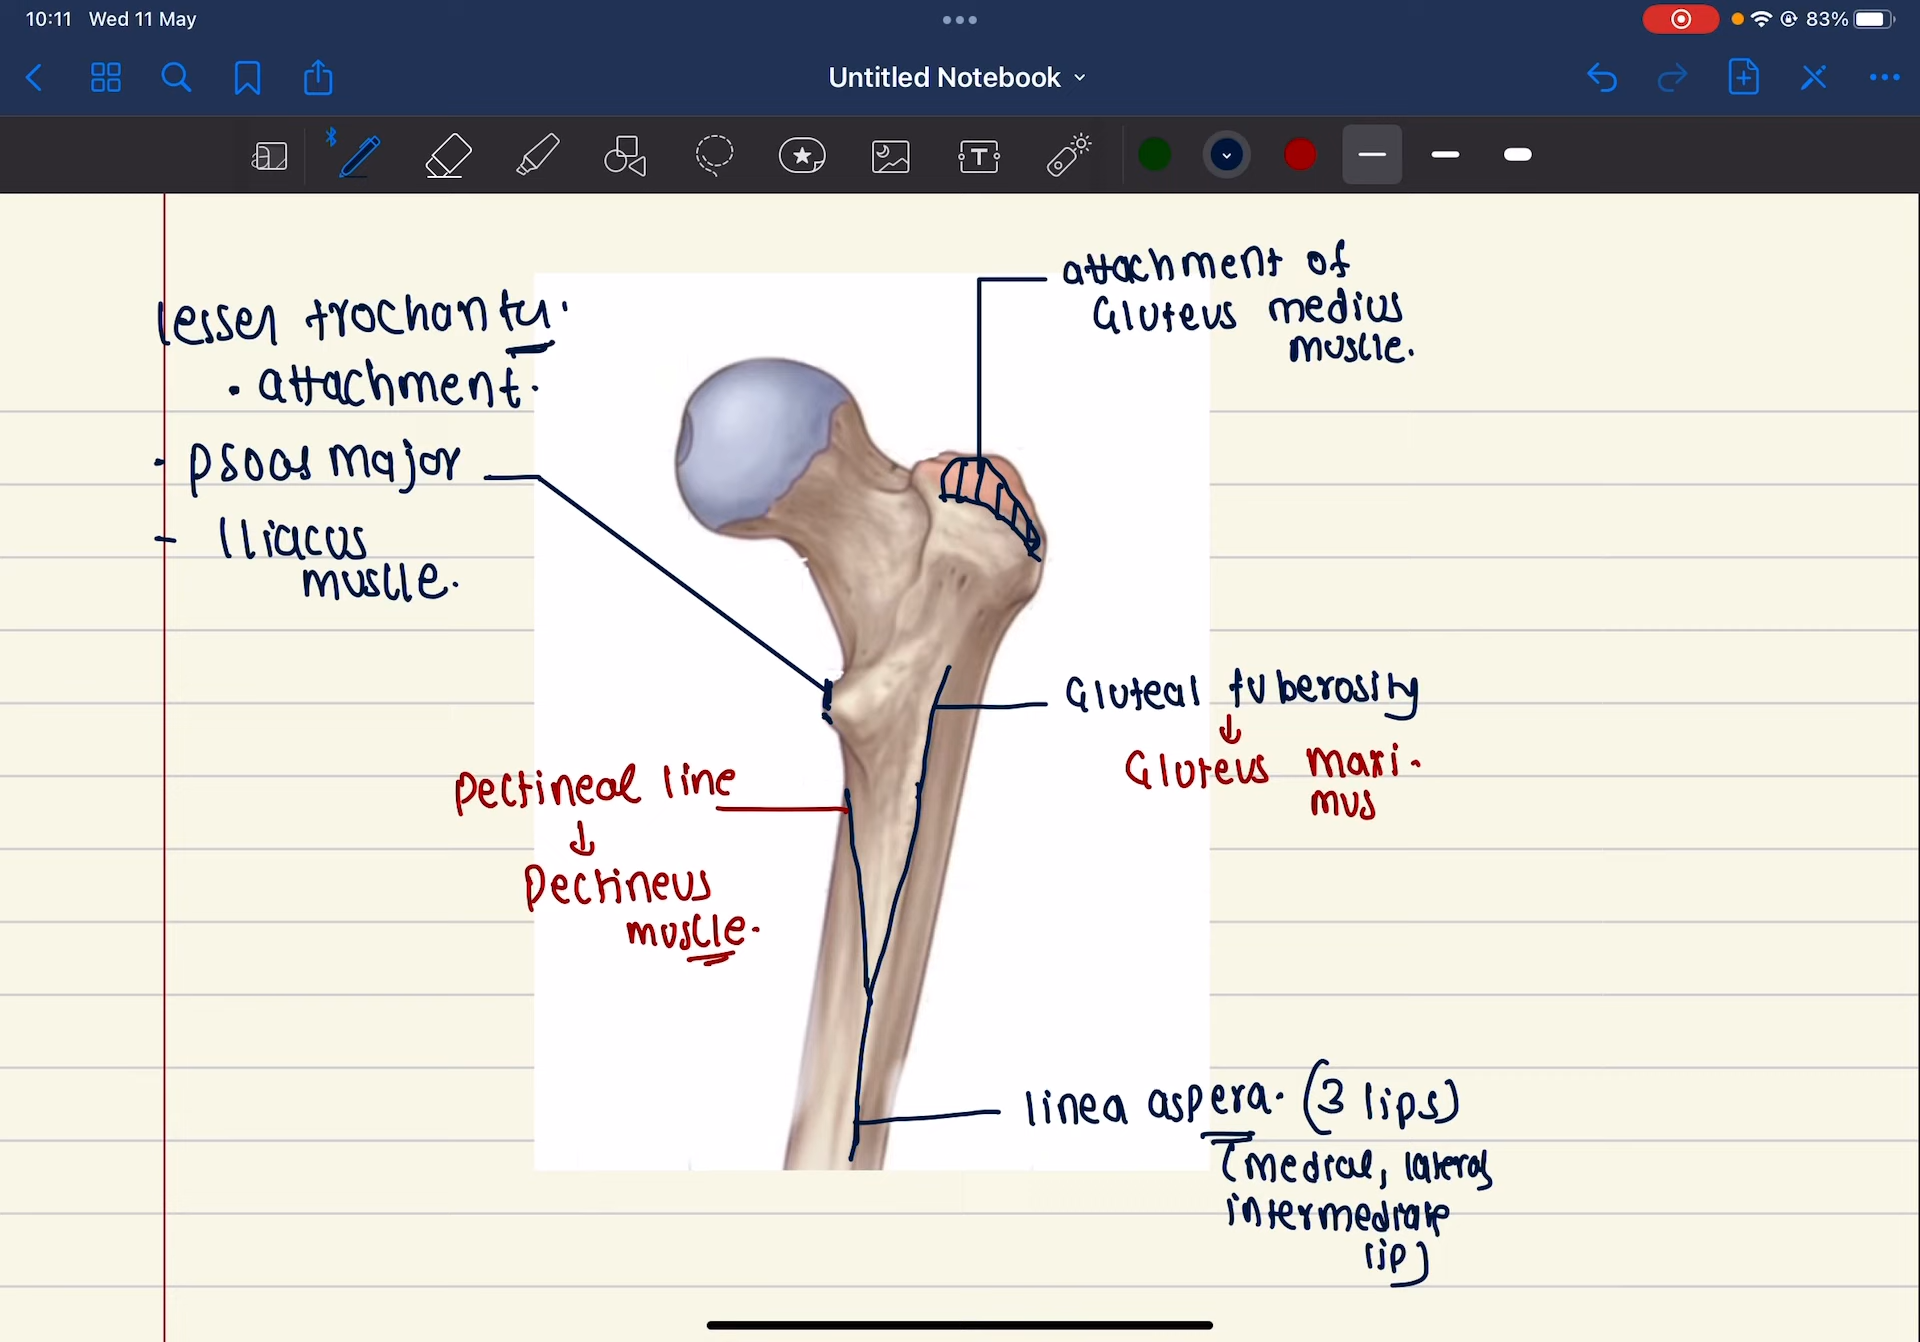 10:11 Wed 11 May
83%
Untitled Notebook
attachment of
Gluteus medius
muscle.
lesser trochanter.
• attachment.
- psoas major
- Iliacus
muscle.
Gluteal tuberosity
↓
Gluteus maxi-
mus
Pectineal line
↓
Pectineus
muscle.
linea aspera. (3 lips)
(medial, lateral
intermediate
lip)